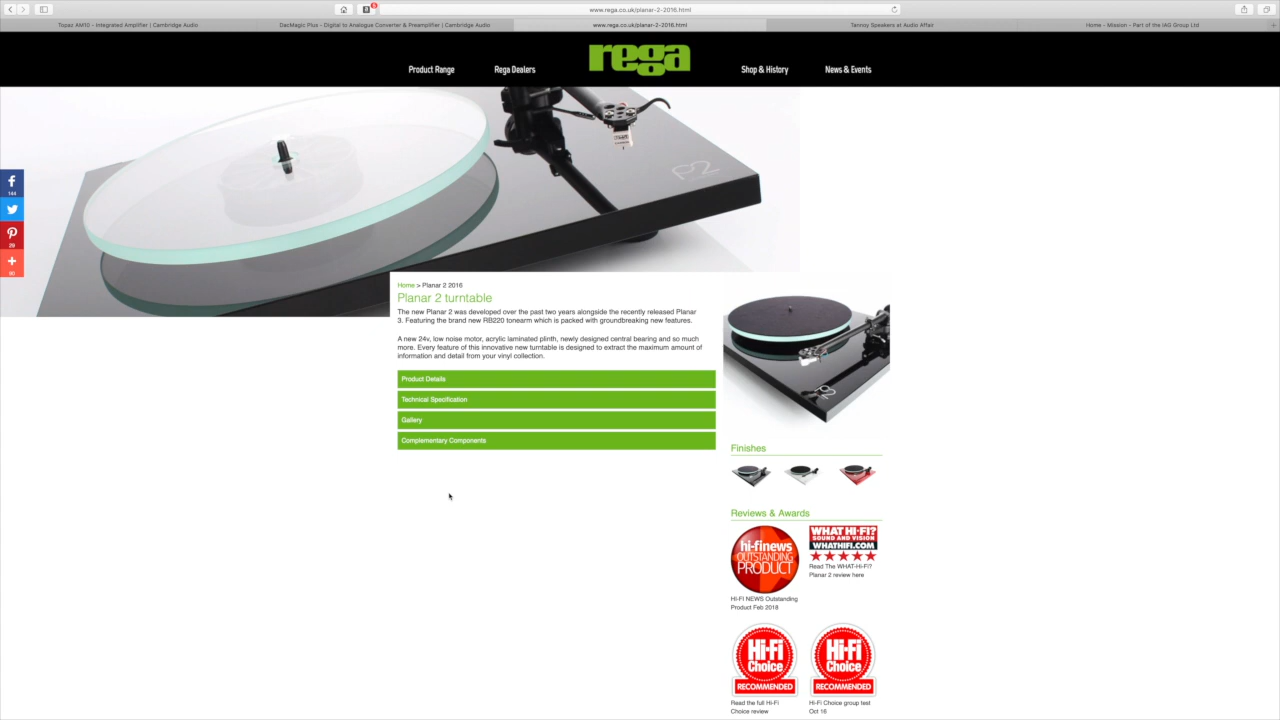 www.rega.co.uk/planar-2-2016.html
Topaz AM10 - Integrated Amplifier | Cambridge Audio
DacMagic Plus - Digital to Analogue Converter & Preamplifier | Cambridge Audio
www.rega.co.uk/planar-2-2016.html
Tannoy Speakers at Audio Affair
Home - Mission - Part of the IAG Group Ltd
Product Range
Rega Dealers
rega
Shop & History
News & Events
P2
144
29
Home > Planar 2 2016
Planar 2 turntable
The new Planar 2 was developed over the past two years alongside the recently released Planar
3. Featuring the brand new RB220 tonearm which is packed with groundbreaking new features.
A new 24v, low noise motor, acrylic laminated plinth, newly designed central bearing and so much
more. Every feature of this innovative new turntable is designed to extract the maximum amount of
information and detail from your vinyl collection.
Product Details
Technical Specification
Gallery
Complementary Components
P2
Finishes
Reviews & Awards
hi-finews
OUTSTANDING
PRODUCT
Hi-Fi NEWS Outstanding
Product Feb 2018
WHAT HI-FI?
SOUND AND VISION
WHATHIFI.COM
Read The WHAT-Hi-Fi?
Planar 2 review here
Hi-Fi
Choice
RECOMMENDED
Read the full Hi-Fi
Choice review
Hi-Fi
Choice
RECOMMENDED
Hi-Fi Choice group test
Oct 16